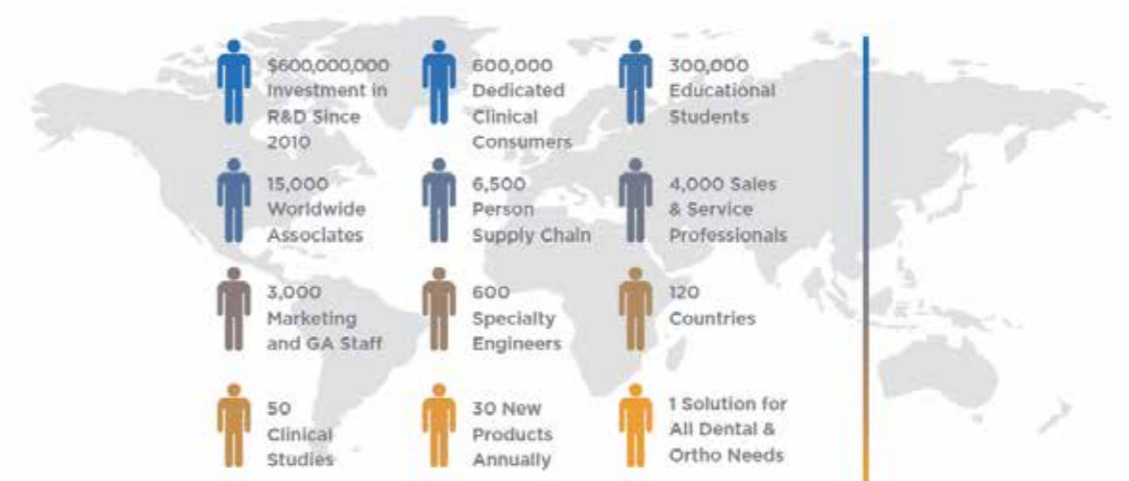 $600,000,000
Investment in
R&D Since
2010
600,000
Dedicated
Clinical
Consumers
300,000
Educational
Students
15,000
Worldwide
Associates
6,500
Person
Supply Chain
4,000 Sales
& Service
Professionals
3,000
Marketing
and GA Staff
600
Specialty
Engineers
120
Countries
50
Clinical
Studies
30 New
Products
Annually
1 Solution for
All Dental &
Ortho Needs